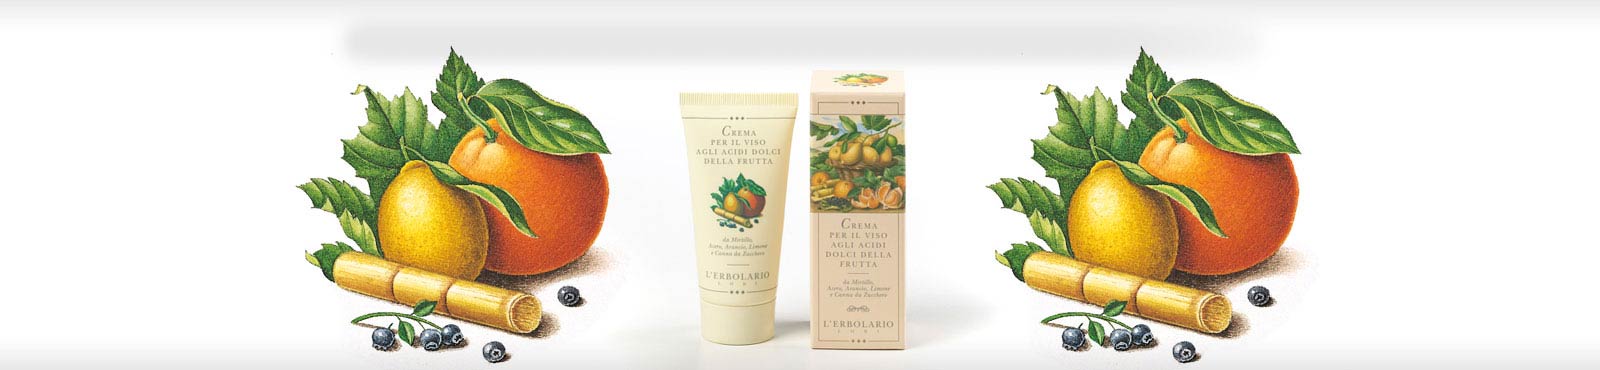 CREMA
PER IL VISO
AGLI ACIDI DOLCI
DELLA FRUTTA
da Mirtillo,
Acero, Arancio, Limone
e Canna da Zucchero
L'ERBOLARIO
LODI
CREMA
PER IL VISO
AGLI ACIDI
DOLCI DELLA
FRUTTA
da Mirtillo,
Acero, Arancio, Limone
e Canna da Zucchero
L'ERBOLARIO
LODI